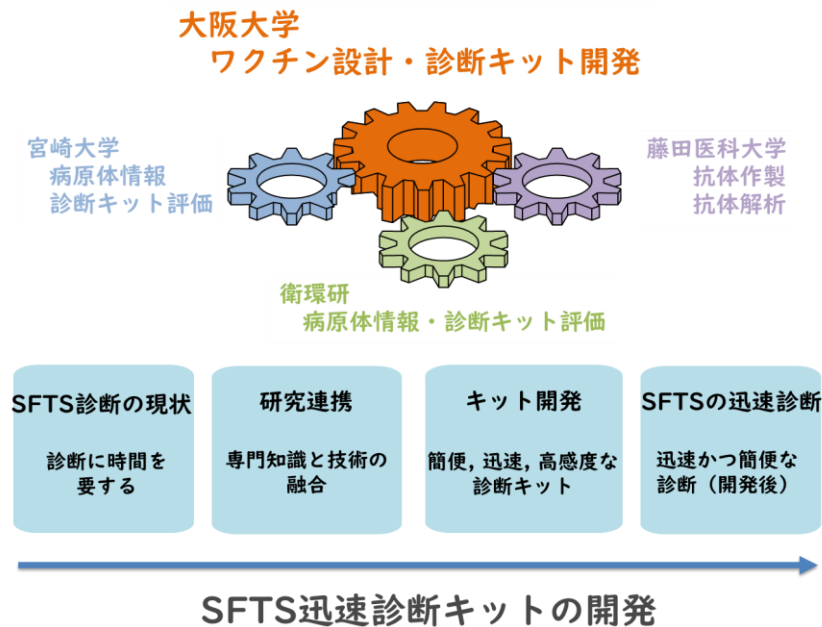 大阪大学
ワクチン設計・診断キット開発
宮崎大学
病原体情報
診断キット評価
藤田医科大学
抗体作製
抗体解析
衛環研
病原体情報・診断キット評価
SFTS診断の現状
診断に時間を
要する
研究連携
専門知識と技術の
融合
キット開発
簡便, 迅速, 高感度な
診断キット
SFTSの迅速診断
迅速かつ簡便な
診断（開発後）
SFTS迅速診断キットの開発